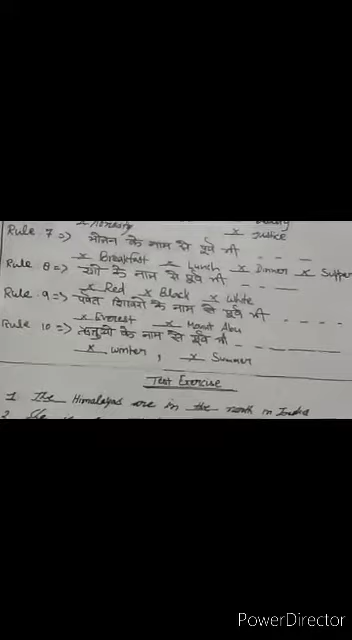 x Honesty
x Justice
Rule 7 => भोजन के नाम से पूर्व भी - - -
x Breakfast x Lunch x Dinner x Supper
Rule 8 => रंगों के नाम से पूर्व भी - - -
x Red x Black x White
Rule 9 => पर्वत शिखरों के नाम से पूर्व भी - - - -
x Everest x Mount Abu
Rule 10 => ऋतुओं के नाम से पूर्व भी - - - -
x winter, x Summer
Test Exercise
1. The Himalayas are in the north in India
2
PowerDirector